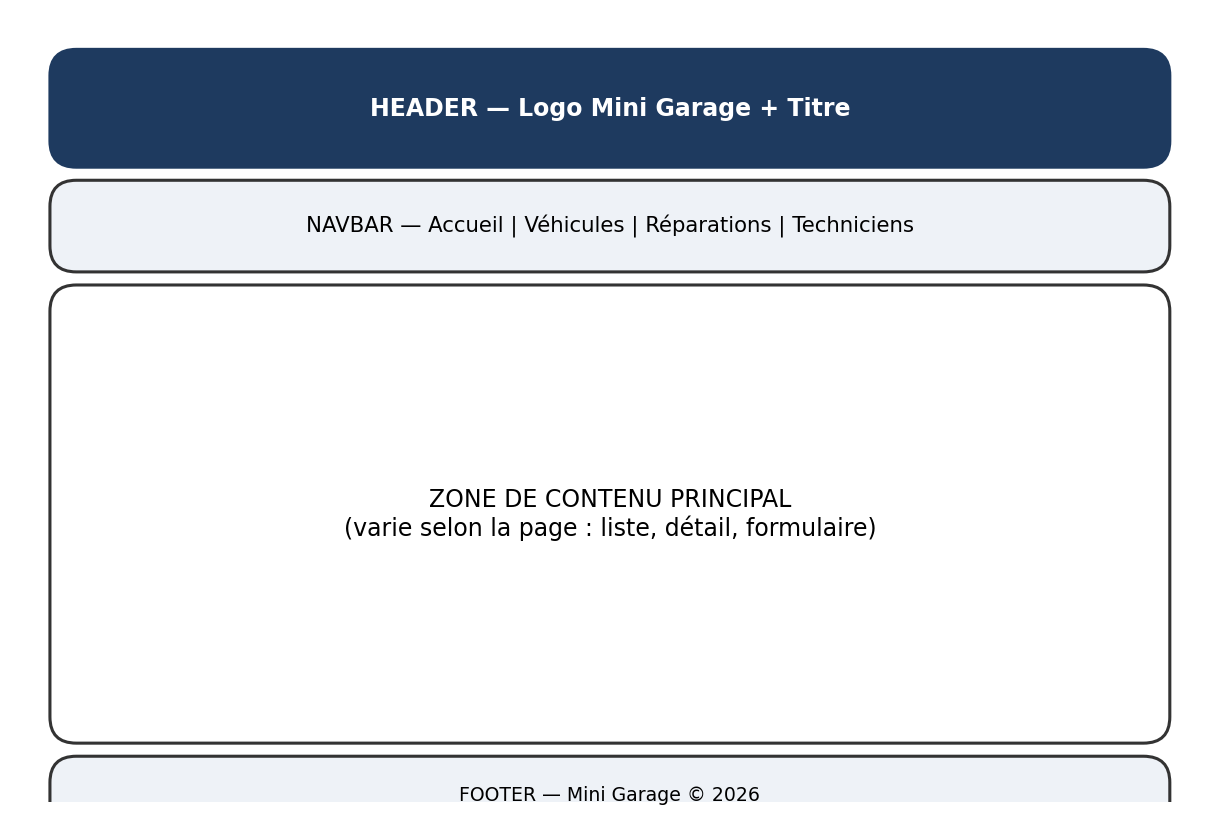 HEADER — Logo Mini Garage + Titre
NAVBAR — Accueil | Véhicules | Réparations | Techniciens
ZONE DE CONTENU PRINCIPAL
(varie selon la page : liste, détail, formulaire)
FOOTER — Mini Garage © 2026